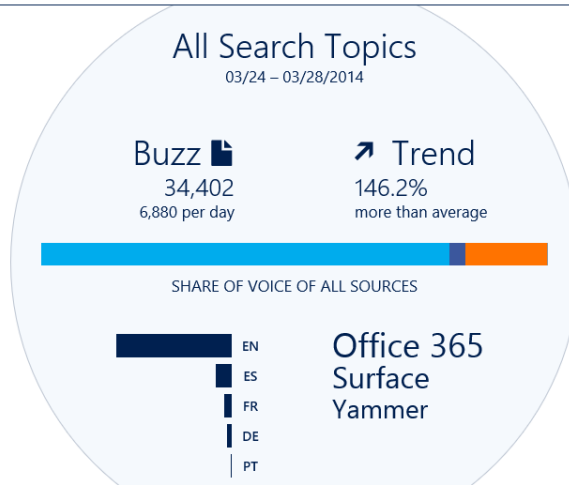 All Search Topics
03/24 – 03/28/2014
Buzz
34,402
6,880 per day
Trend
146.2%
more than average
SHARE OF VOICE OF ALL SOURCES
EN
ES
FR
DE
PT
Office 365
Surface
Yammer